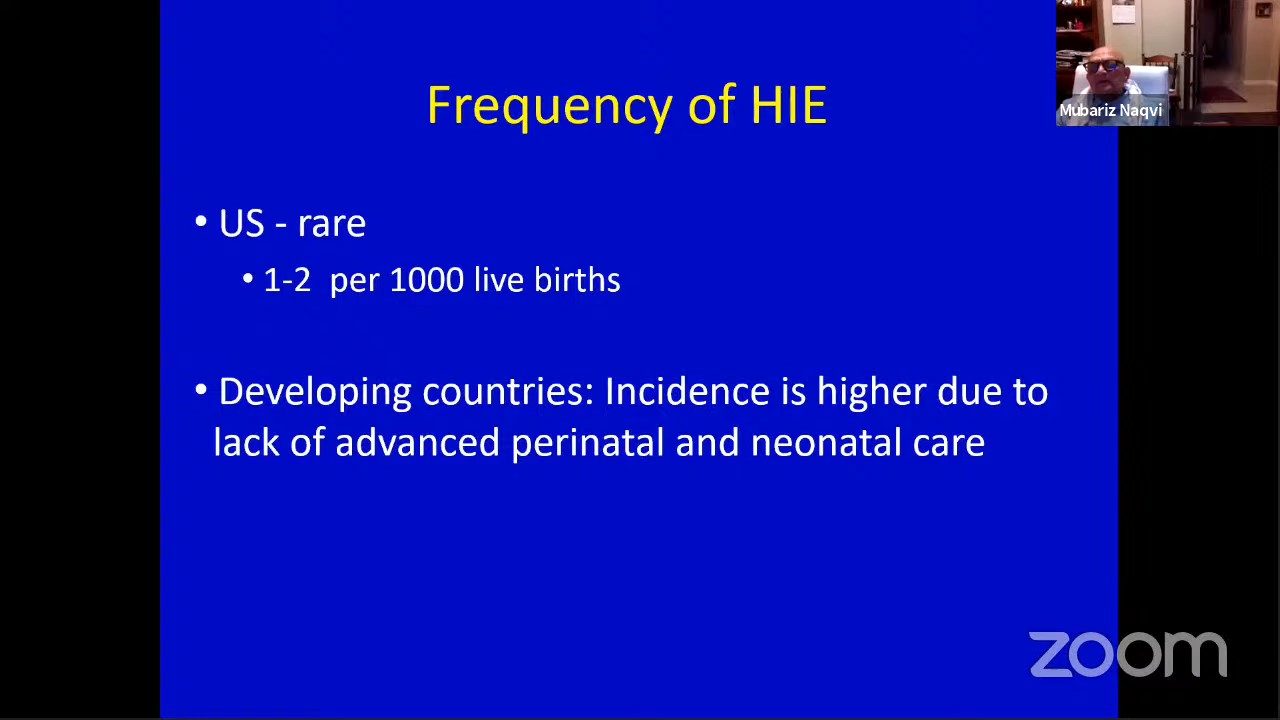 Frequency of HIE
Mubariz Naqvi
• US - rare
• 1-2 per 1000 live births
• Developing countries: Incidence is higher due to
lack of advanced perinatal and neonatal care
zoom